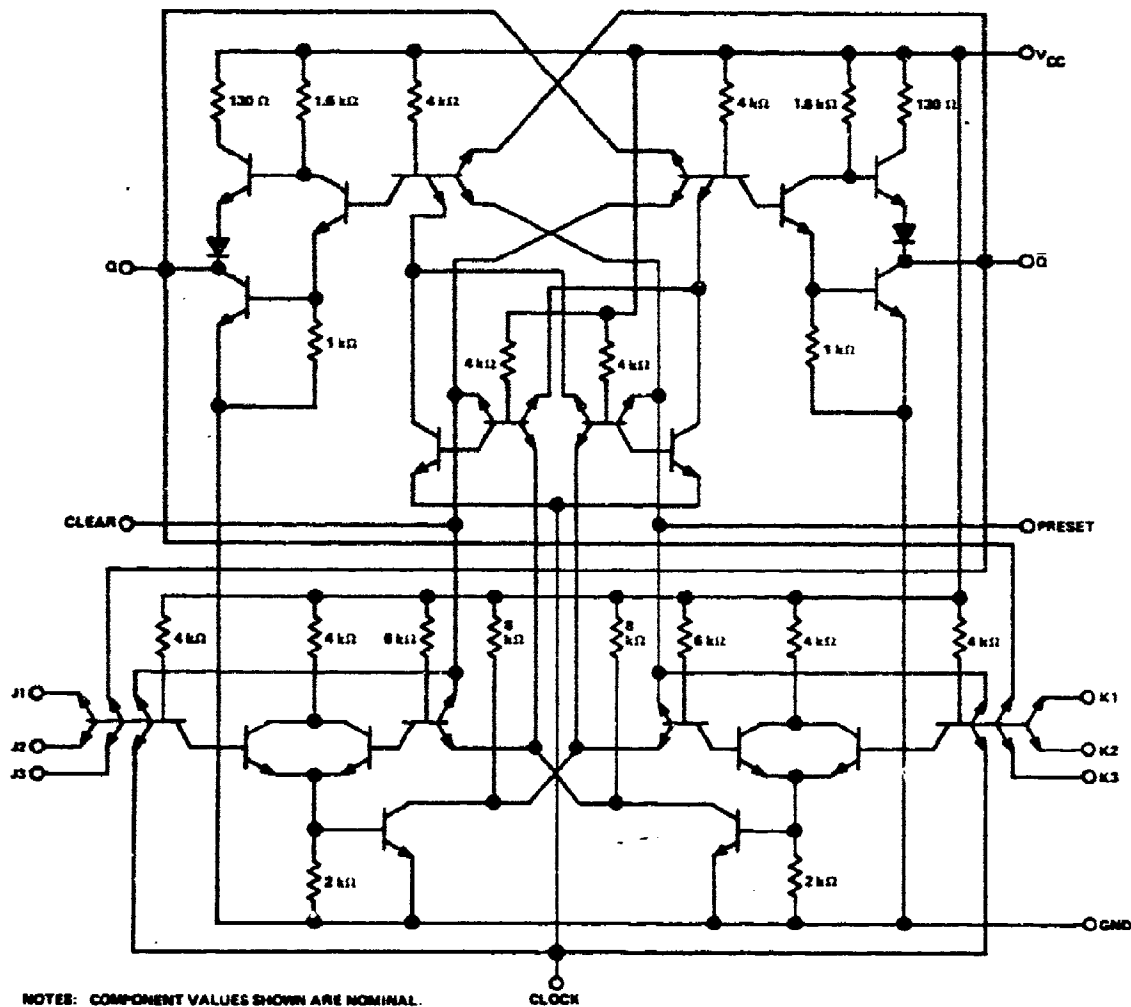 VCC
130 Ω
1.6 kΩ
4 kΩ
4 kΩ
1.6 kΩ
130 Ω
Q
Q̅
1 kΩ
4 kΩ
4 kΩ
1 kΩ
CLEAR
PRESET
4 kΩ
4 kΩ
6 kΩ
8 kΩ
8 kΩ
6 kΩ
4 kΩ
4 kΩ
J1
K1
J2
K2
J3
K3
2 kΩ
2 kΩ
GND
NOTES: COMPONENT VALUES SHOWN ARE NOMINAL.
CLOCK